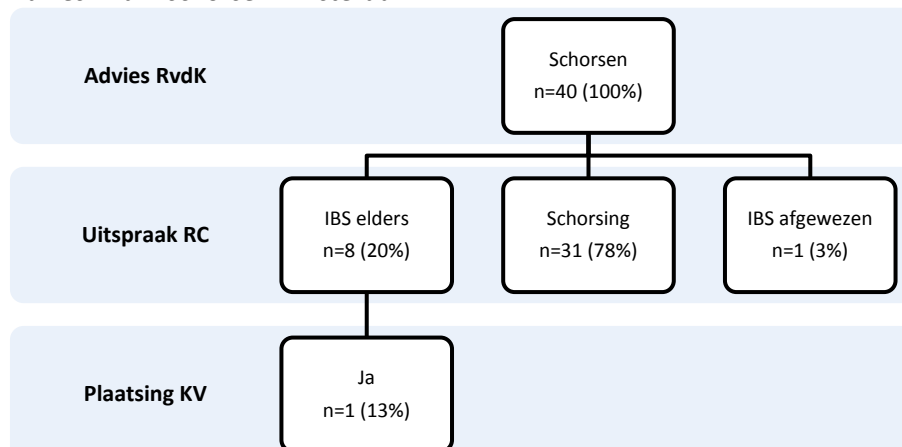 Advies RvdK
Schorsen
n=40 (100%)
Uitspraak RC
IBS elders
n=8 (20%)
Schorsing
n=31 (78%)
IBS afgewezen
n=1 (3%)
Plaatsing KV
Ja
n=1 (13%)